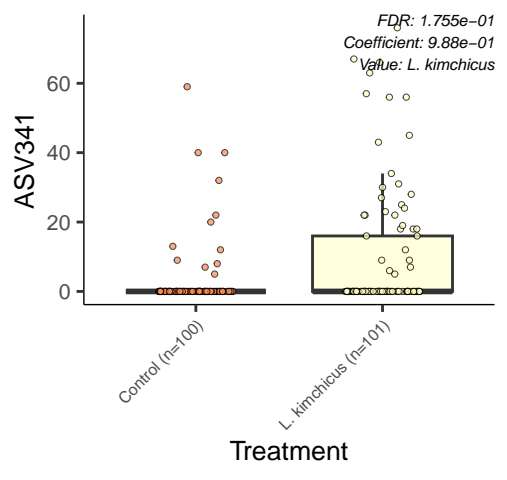 FDR: 1.755e−01
Coefficient: 9.88e−01
Value: L. kimchicus
60
40
20
0
ASV341
Control (n=100)
L. kimchicus (n=101)
Treatment